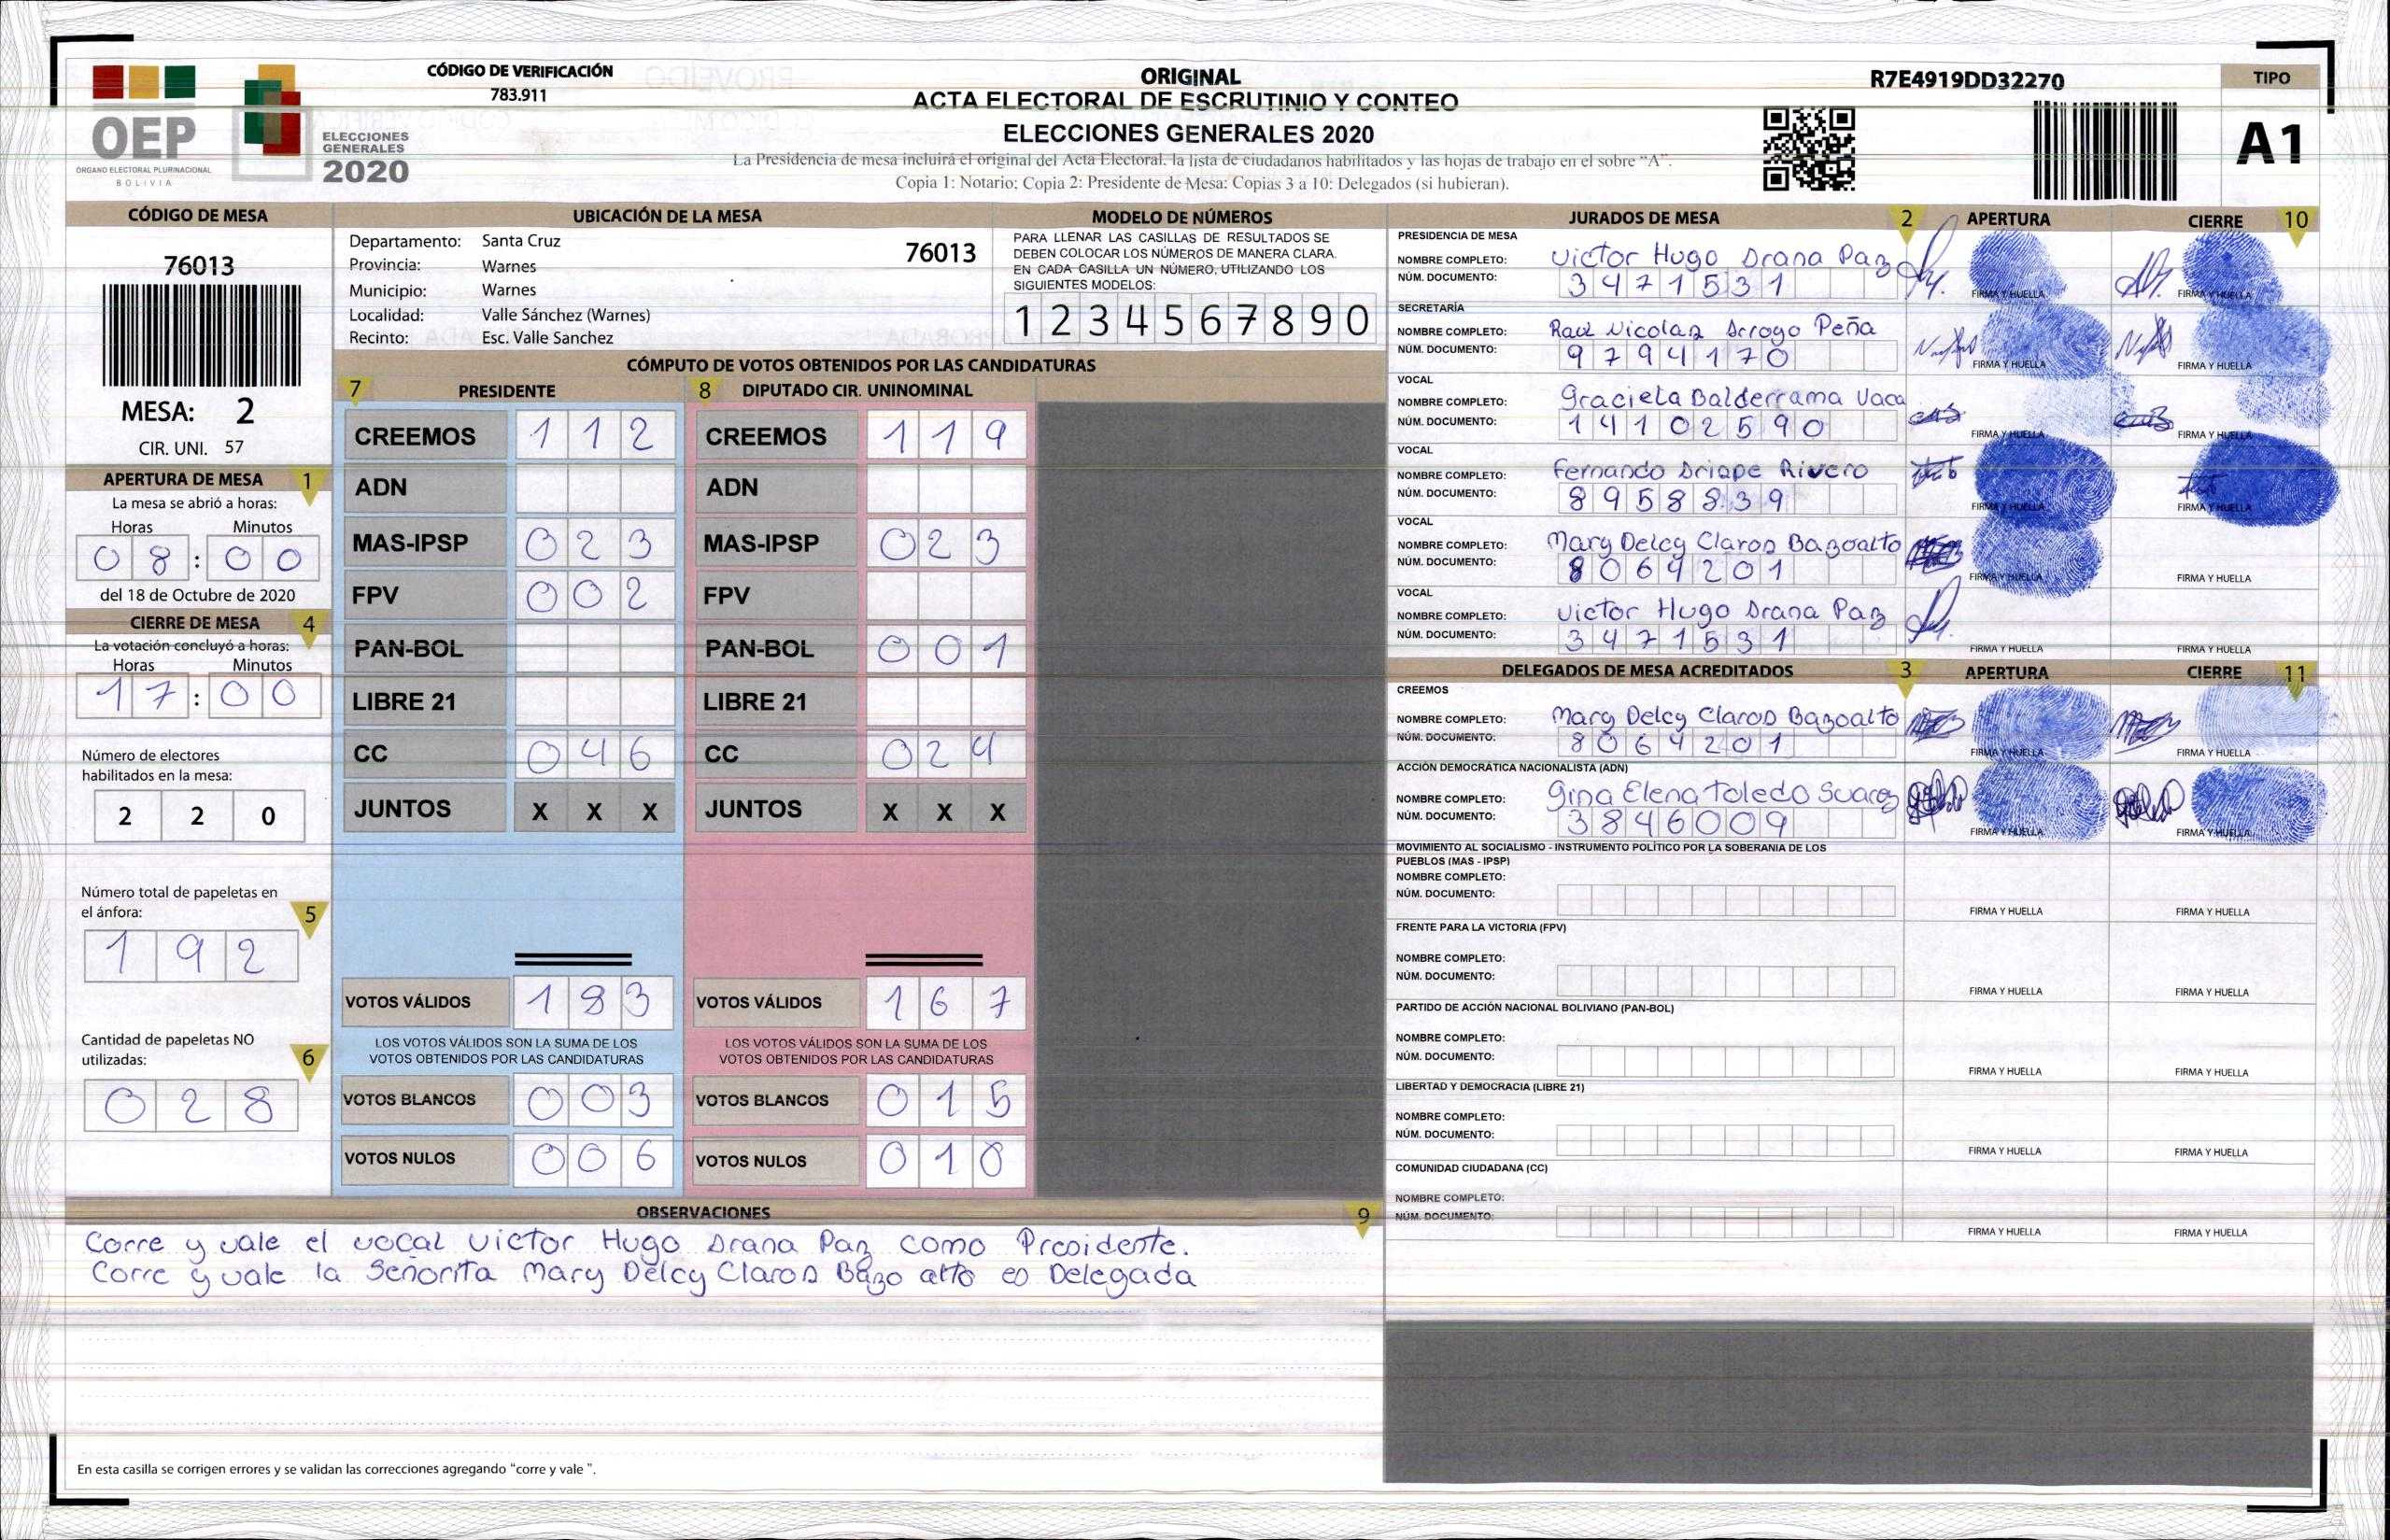 CÓDIGO DE VERIFICACIÓN
783.911
OEP
ÓRGANO ELECTORAL PLURINACIONAL
BOLIVIA
ELECCIONES
GENERALES
2020
ORIGINAL
ACTA ELECTORAL DE ESCRUTINIO Y CONTEO
ELECCIONES GENERALES 2020
La Presidencia de mesa incluirá el original del Acta Electoral, la lista de ciudadanos habilitados y las hojas de trabajo en el sobre “A”.
Copia 1: Notario; Copia 2: Presidente de Mesa: Copias 3 a 10: Delegados (si hubieran).
R7E4919DD32270
TIPO
A1
CÓDIGO DE MESA
76013
MESA: 2
CIR. UNI. 57
APERTURA DE MESA 1
La mesa se abrió a horas:
Horas Minutos
08:00
del 18 de Octubre de 2020
CIERRE DE MESA 4
La votación concluyó a horas:
Horas Minutos
17:00
Número de electores
habilitados en la mesa:
2 2 0
Número total de papeletas en
el ánfora:
5
1 9 2
Cantidad de papeletas NO
utilizadas:
6
0 2 8
UBICACIÓN DE LA MESA
Departamento: Santa Cruz
76013
Provincia: Warnes
Municipio: Warnes
Localidad: Valle Sánchez (Warnes)
Recinto: Esc. Valle Sanchez
MODELO DE NÚMEROS
PARA LLENAR LAS CASILLAS DE RESULTADOS SE
DEBEN COLOCAR LOS NÚMEROS DE MANERA CLARA.
EN CADA CASILLA UN NÚMERO, UTILIZANDO LOS
SIGUIENTES MODELOS:
1 2 3 4 5 6 7 8 9 0
CÓMPUTO DE VOTOS OBTENIDOS POR LAS CANDIDATURAS
7 PRESIDENTE
CREEMOS 1 1 2
ADN
MAS-IPSP 0 2 3
FPV 0 0 2
PAN-BOL
LIBRE 21
CC 0 4 6
JUNTOS X X X
VOTOS VÁLIDOS 1 8 3
LOS VOTOS VÁLIDOS SON LA SUMA DE LOS
VOTOS OBTENIDOS POR LAS CANDIDATURAS
VOTOS BLANCOS 0 0 3
VOTOS NULOS 0 0 6
8 DIPUTADO CIR. UNINOMINAL
CREEMOS 1 1 9
ADN
MAS-IPSP 0 2 3
FPV
PAN-BOL 0 0 1
LIBRE 21
CC 0 2 4
JUNTOS X X X
VOTOS VÁLIDOS 1 6 7
LOS VOTOS VÁLIDOS SON LA SUMA DE LOS
VOTOS OBTENIDOS POR LAS CANDIDATURAS
VOTOS BLANCOS 0 1 5
VOTOS NULOS 0 1 0
OBSERVACIONES 9
Corre y vale el vocal Victor Hugo Arana Paz como Presidente.
Corre y vale la Señorita Mary Delcy Claros Bazoalto es Delegada
En esta casilla se corrigen errores y se validan las correcciones agregando “corre y vale ”.
JURADOS DE MESA 2 APERTURA CIERRE 10
PRESIDENCIA DE MESA
NOMBRE COMPLETO: Victor Hugo Arana Paz
NÚM. DOCUMENTO: 3471531
FIRMA Y HUELLA FIRMA Y HUELLA
SECRETARÍA
NOMBRE COMPLETO: Raul Nicolas Arroyo Peña
NÚM. DOCUMENTO: 9794170
FIRMA Y HUELLA FIRMA Y HUELLA
VOCAL
NOMBRE COMPLETO: Graciela Balderrama Vaca
NÚM. DOCUMENTO: 14102590
FIRMA Y HUELLA FIRMA Y HUELLA
VOCAL
NOMBRE COMPLETO: Fernando Ariape Rivero
NÚM. DOCUMENTO: 8958839
FIRMA Y HUELLA FIRMA Y HUELLA
VOCAL
NOMBRE COMPLETO: Mary Delcy Claros Bazoalto
NÚM. DOCUMENTO: 8064201
FIRMA Y HUELLA FIRMA Y HUELLA
VOCAL
NOMBRE COMPLETO: Victor Hugo Arana Paz
NÚM. DOCUMENTO: 3471531
FIRMA Y HUELLA FIRMA Y HUELLA
DELEGADOS DE MESA ACREDITADOS 3 APERTURA CIERRE 11
CREEMOS
NOMBRE COMPLETO: Mary Delcy Claros Bazoalto
NÚM. DOCUMENTO: 8064201
FIRMA Y HUELLA FIRMA Y HUELLA
ACCIÓN DEMOCRÁTICA NACIONALISTA (ADN)
NOMBRE COMPLETO: Gina Elena Toledo Suarez
NÚM. DOCUMENTO: 3846009
FIRMA Y HUELLA FIRMA Y HUELLA
MOVIMIENTO AL SOCIALISMO - INSTRUMENTO POLÍTICO POR LA SOBERANIA DE LOS
PUEBLOS (MAS - IPSP)
NOMBRE COMPLETO:
NÚM. DOCUMENTO:
FIRMA Y HUELLA FIRMA Y HUELLA
FRENTE PARA LA VICTORIA (FPV)
NOMBRE COMPLETO:
NÚM. DOCUMENTO:
FIRMA Y HUELLA FIRMA Y HUELLA
PARTIDO DE ACCIÓN NACIONAL BOLIVIANO (PAN-BOL)
NOMBRE COMPLETO:
NÚM. DOCUMENTO:
FIRMA Y HUELLA FIRMA Y HUELLA
LIBERTAD Y DEMOCRACIA (LIBRE 21)
NOMBRE COMPLETO:
NÚM. DOCUMENTO:
FIRMA Y HUELLA FIRMA Y HUELLA
COMUNIDAD CIUDADANA (CC)
NOMBRE COMPLETO:
NÚM. DOCUMENTO:
FIRMA Y HUELLA FIRMA Y HUELLA